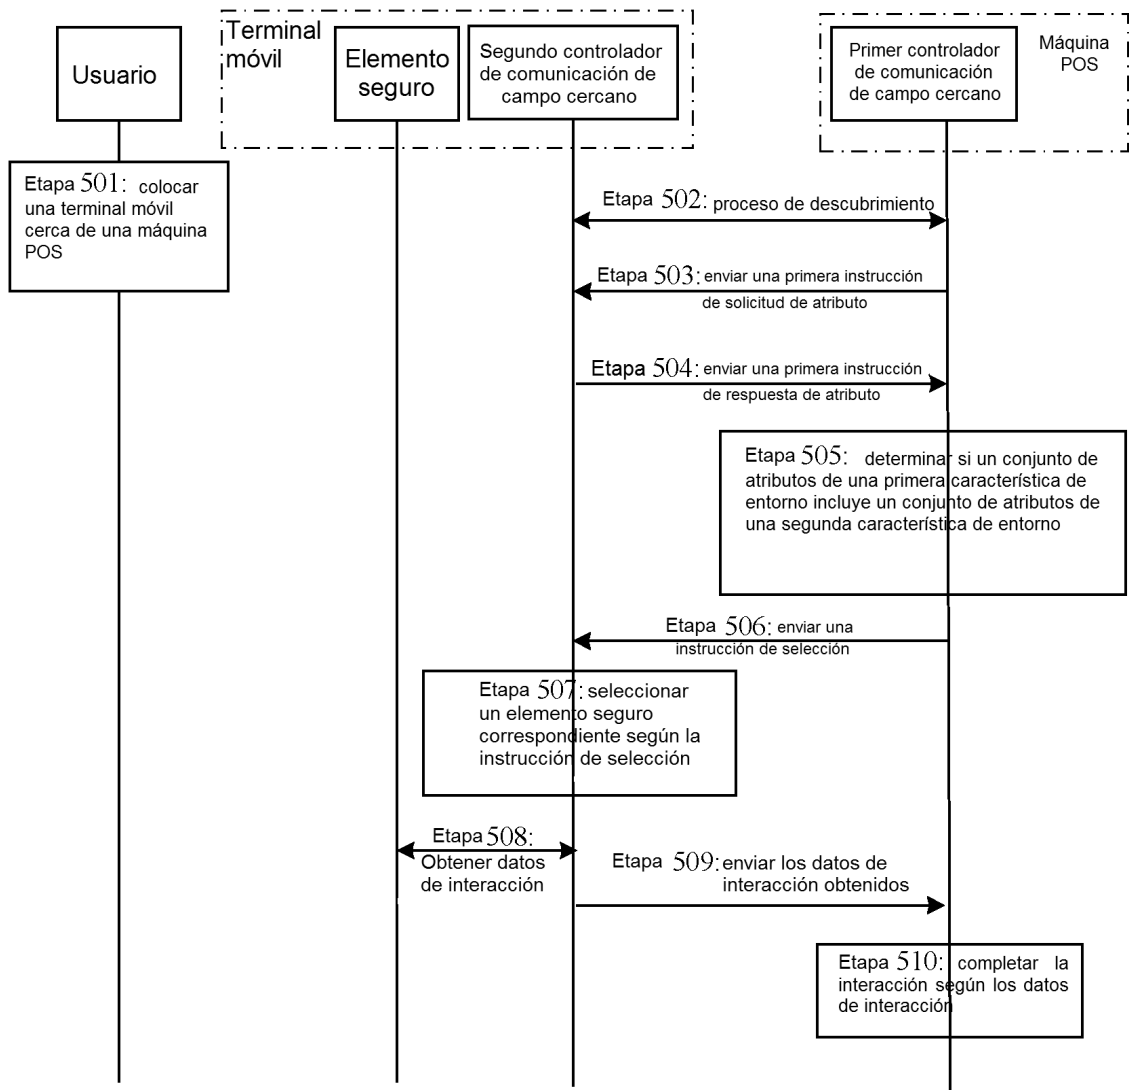 Usuario
Terminal
móvil
Elemento
seguro
Segundo controlador
de comunicación de
campo cercano
Primer controlador
de comunicación
de campo cercano
Máquina
POS
Etapa 501: colocar
una terminal móvil
cerca de una máquina
POS
Etapa 502: proceso de descubrimiento
Etapa 503: enviar una primera instrucción
de solicitud de atributo
Etapa 504: enviar una primera instrucción
de respuesta de atributo
Etapa 505: determinar si un conjunto de
atributos de una primera característica de
entorno incluye un conjunto de atributos de
una segunda característica de entorno
Etapa 506: enviar una
instrucción de selección
Etapa 507: seleccionar
un elemento seguro
correspondiente según la
instrucción de selección
Etapa 508:
Obtener datos
de interacción
Etapa 509: enviar los datos de
interacción obtenidos
Etapa 510: completar la
interacción según los datos
de interacción